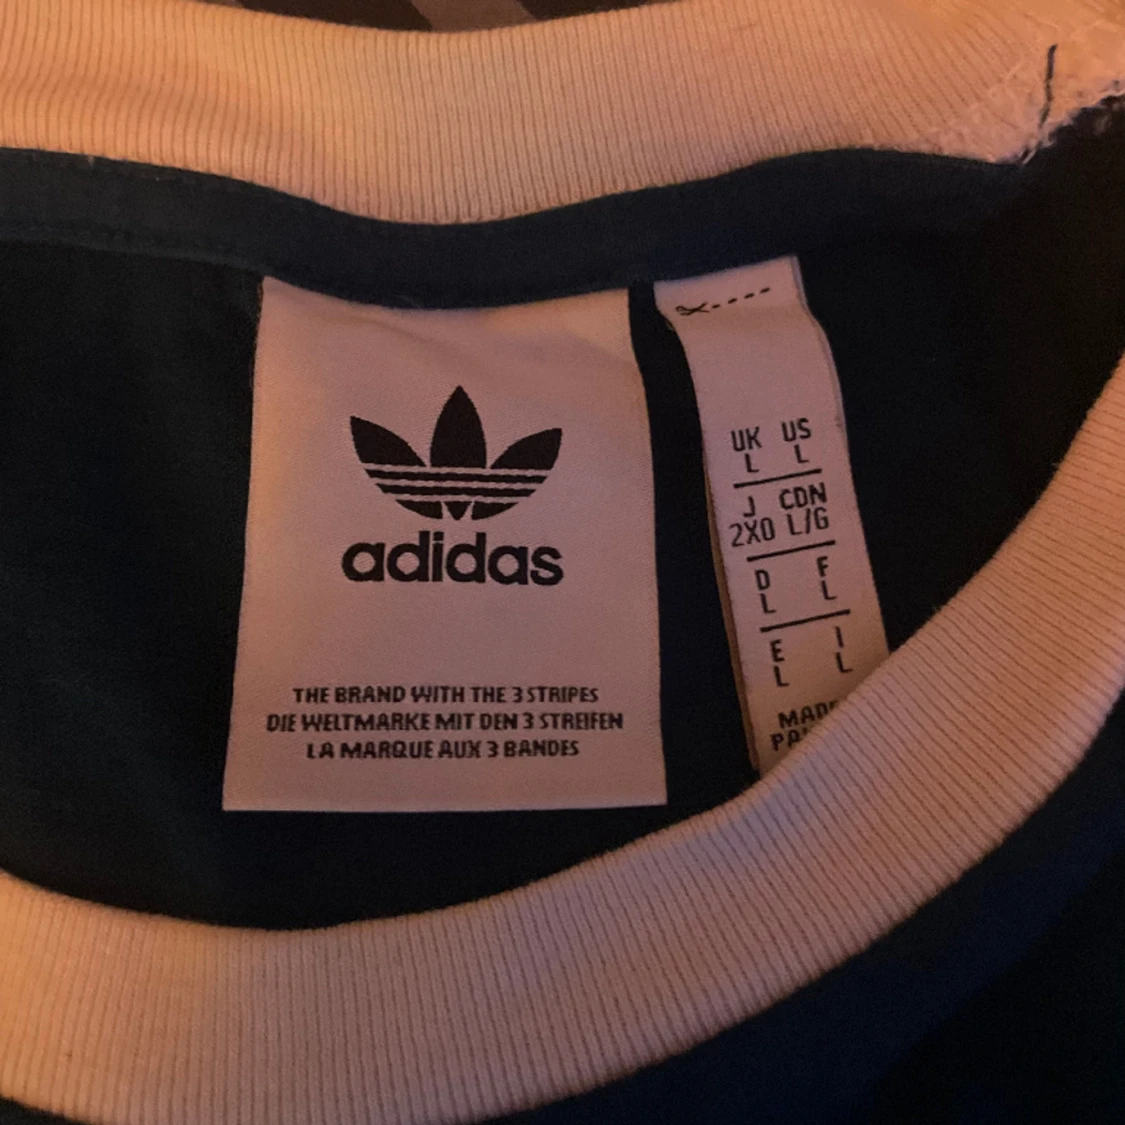 adidas
THE BRAND WITH THE 3 STRIPES
DIE WELTMARKE MIT DEN 3 STREIFEN
LA MARQUE AUX 3 BANDES
UK US
L L
J CDN
2XO L/G
D F
L L
E I
L L